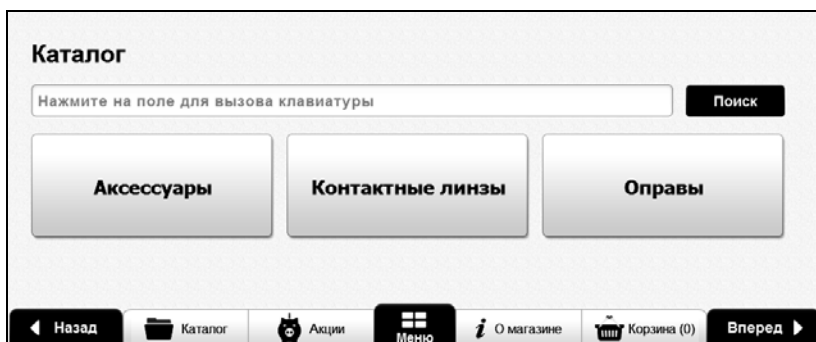 Каталог
Нажмите на поле для вызова клавиатуры Поиск
Аксессуары Контактные линзы Оправы
Назад Каталог Акции Меню i О магазине Корзина (0) Вперед